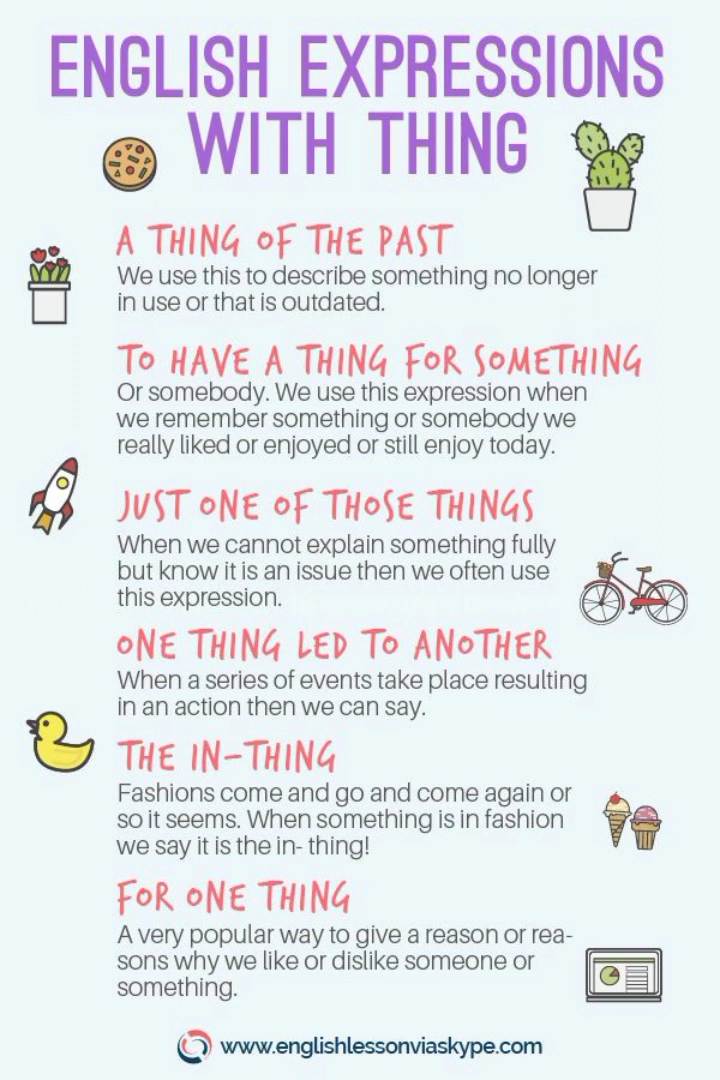 ENGLISH EXPRESSIONS
WITH THING
A THING OF THE PAST
We use this to describe something no longer
in use or that is outdated.
TO HAVE A THING FOR SOMETHING
Or somebody. We use this expression when
we remember something or somebody we
really liked or enjoyed or still enjoy today.
JUST ONE OF THOSE THINGS
When we cannot explain something fully
but know it is an issue then we often use
this expression.
ONE THING LED TO ANOTHER
When a series of events take place resulting
in an action then we can say.
THE IN-THING
Fashions come and go and come again or
so it seems. When something is in fashion
we say it is the in- thing!
FOR ONE THING
A very popular way to give a reason or rea-
sons why we like or dislike someone or
something.
www.englishlessonviaskype.com